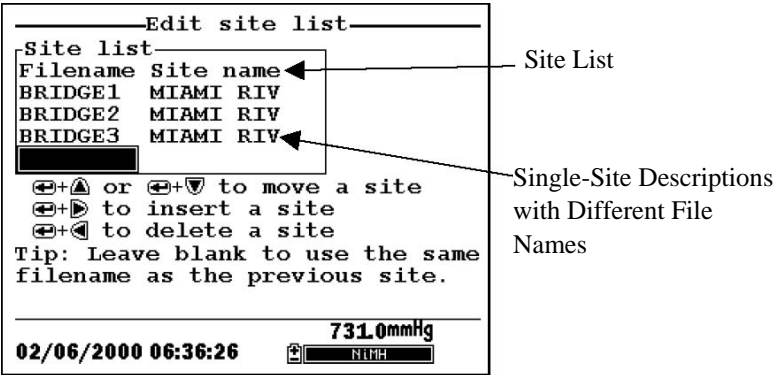 Edit site list
Site list
Filename Site name
BRIDGE1 MIAMI RIV
BRIDGE2 MIAMI RIV
BRIDGE3 MIAMI RIV
+ or + to move a site
+ to insert a site
+ to delete a site
Tip: Leave blank to use the same
filename as the previous site.
731.0mmHg
02/06/2000 06:36:26 NiMH
Site List
Single-Site Descriptions
with Different File
Names